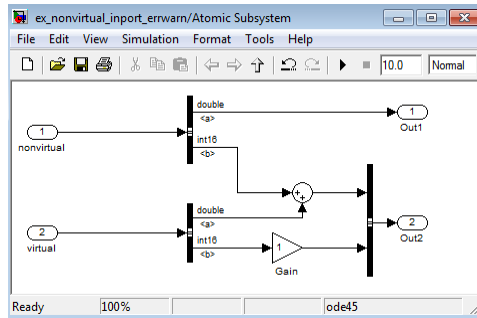 ex_nonvirtual_inport_errwarn/Atomic Subsystem
File Edit View Simulation Format Tools Help
10.0 Normal
double
<a>
1
nonvirtual
1
Out1
int16
<b>
double
<a>
2
virtual
int16
<b>
1
Gain
2
Out2
Ready 100% ode45